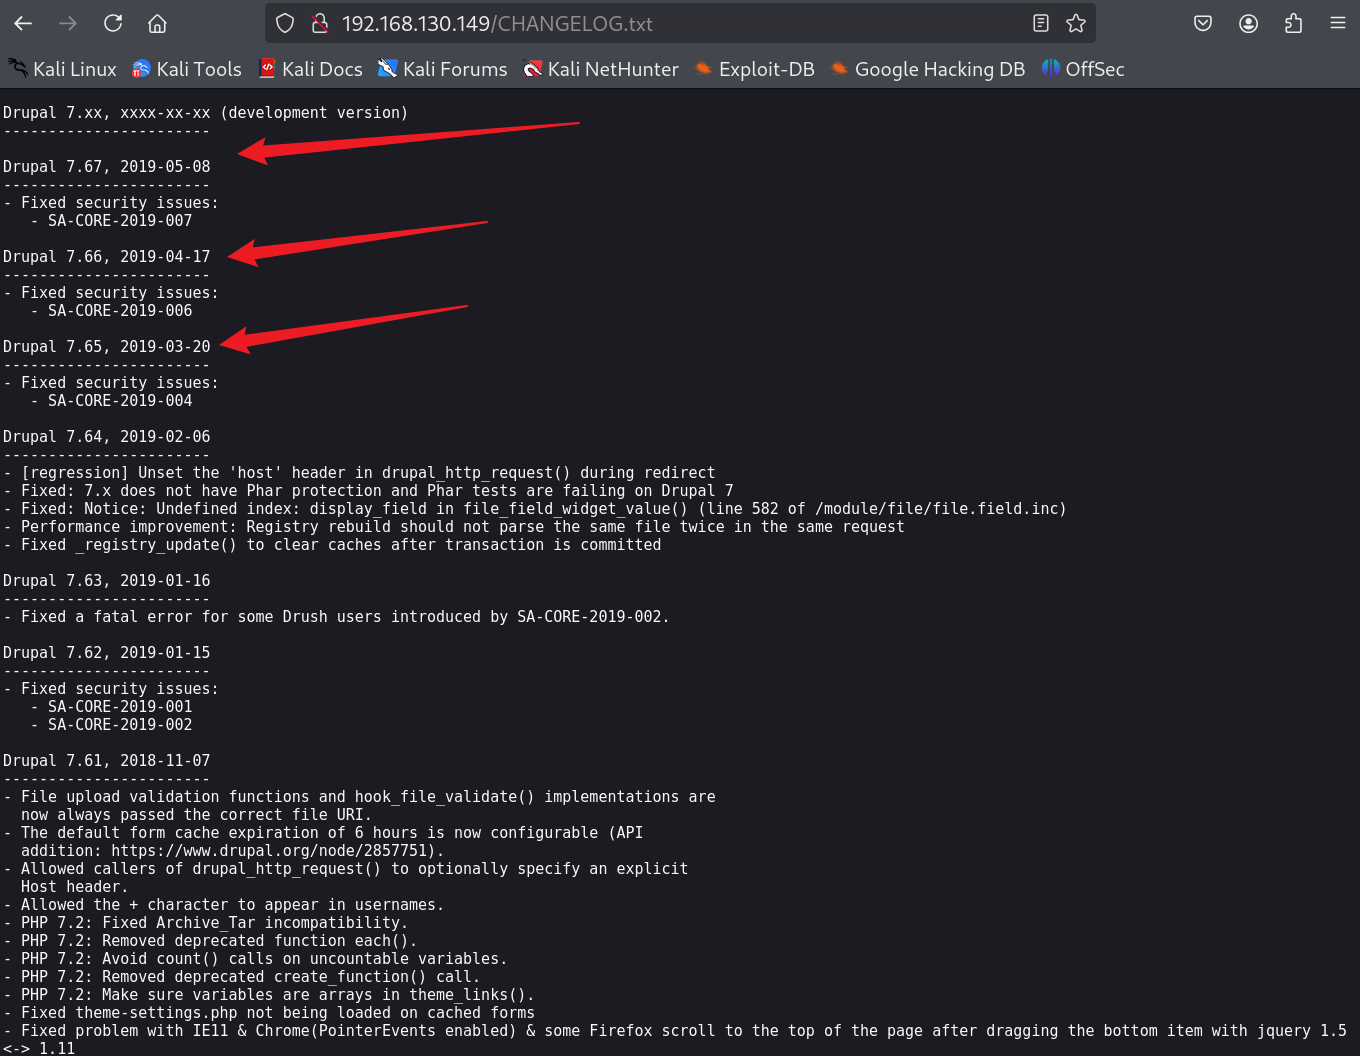 192.168.130.149/CHANGELOG.txt
Kali Linux Kali Tools Kali Docs Kali Forums Kali NetHunter Exploit-DB Google Hacking DB OffSec
Drupal 7.xx, xxxx-xx-xx (development version)
-----------------------
Drupal 7.67, 2019-05-08
-----------------------
- Fixed security issues:
   - SA-CORE-2019-007
Drupal 7.66, 2019-04-17
-----------------------
- Fixed security issues:
   - SA-CORE-2019-006
Drupal 7.65, 2019-03-20
-----------------------
- Fixed security issues:
   - SA-CORE-2019-004
Drupal 7.64, 2019-02-06
-----------------------
- [regression] Unset the 'host' header in drupal_http_request() during redirect
- Fixed: 7.x does not have Phar protection and Phar tests are failing on Drupal 7
- Fixed: Notice: Undefined index: display_field in file_field_widget_value() (line 582 of /module/file/file.field.inc)
- Performance improvement: Registry rebuild should not parse the same file twice in the same request
- Fixed _registry_update() to clear caches after transaction is committed
Drupal 7.63, 2019-01-16
-----------------------
- Fixed a fatal error for some Drush users introduced by SA-CORE-2019-002.
Drupal 7.62, 2019-01-15
-----------------------
- Fixed security issues:
   - SA-CORE-2019-001
   - SA-CORE-2019-002
Drupal 7.61, 2018-11-07
-----------------------
- File upload validation functions and hook_file_validate() implementations are
  now always passed the correct file URI.
- The default form cache expiration of 6 hours is now configurable (API
  addition: https://www.drupal.org/node/2857751).
- Allowed callers of drupal_http_request() to optionally specify an explicit
  Host header.
- Allowed the + character to appear in usernames.
- PHP 7.2: Fixed Archive_Tar incompatibility.
- PHP 7.2: Removed deprecated function each().
- PHP 7.2: Avoid count() calls on uncountable variables.
- PHP 7.2: Removed deprecated create_function() call.
- PHP 7.2: Make sure variables are arrays in theme_links().
- Fixed theme-settings.php not being loaded on cached forms
- Fixed problem with IE11 & Chrome(PointerEvents enabled) & some Firefox scroll to the top of the page after dragging the bottom item with jquery 1.5
<-> 1.11